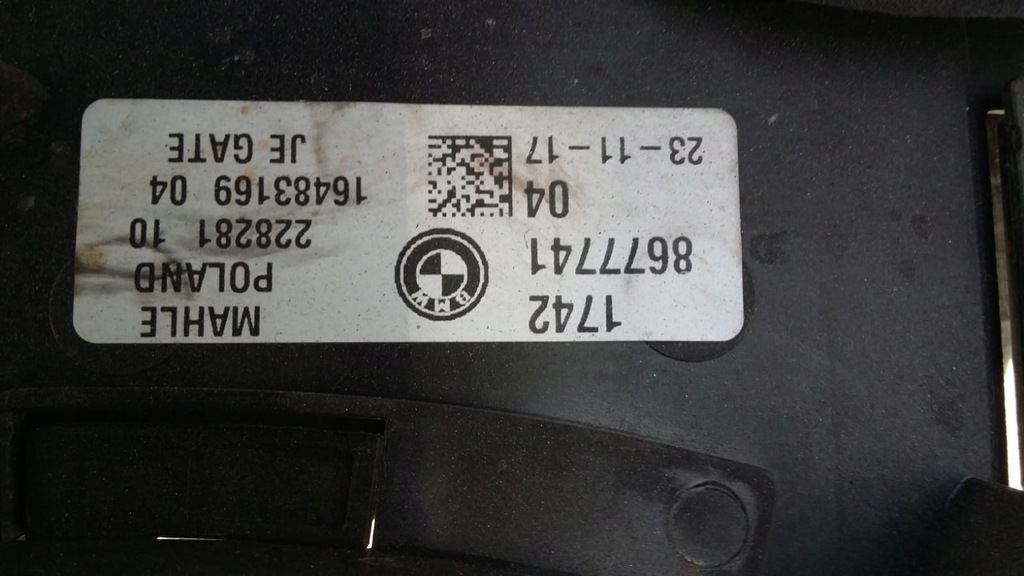 1742
8677741
04
23-11-17
BMW
MAHLE
POLAND
228281 10
16483169 04
JE GATE